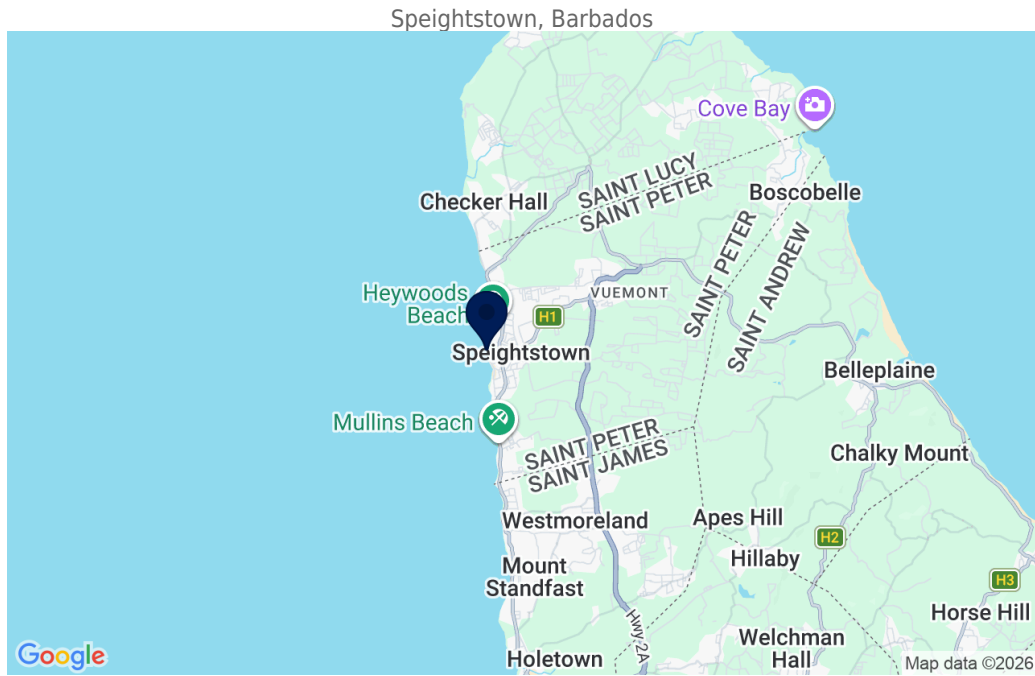 Speightstown, Barbados
Cove Bay
SAINT LUCY
SAINT PETER
Boscobelle
Checker Hall
SAINT PETER
SAINT ANDREW
Heywoods
Beach
VUEMONT
H1
Speightstown
Belleplaine
Mullins Beach
SAINT PETER
SAINT JAMES
Chalky Mount
Westmoreland
Apes Hill
H2
Hillaby
Mount
Standfast
H3
Horse Hill
Hwy-2A
Welchman
Hall
Holetown
Google
Map data ©2026